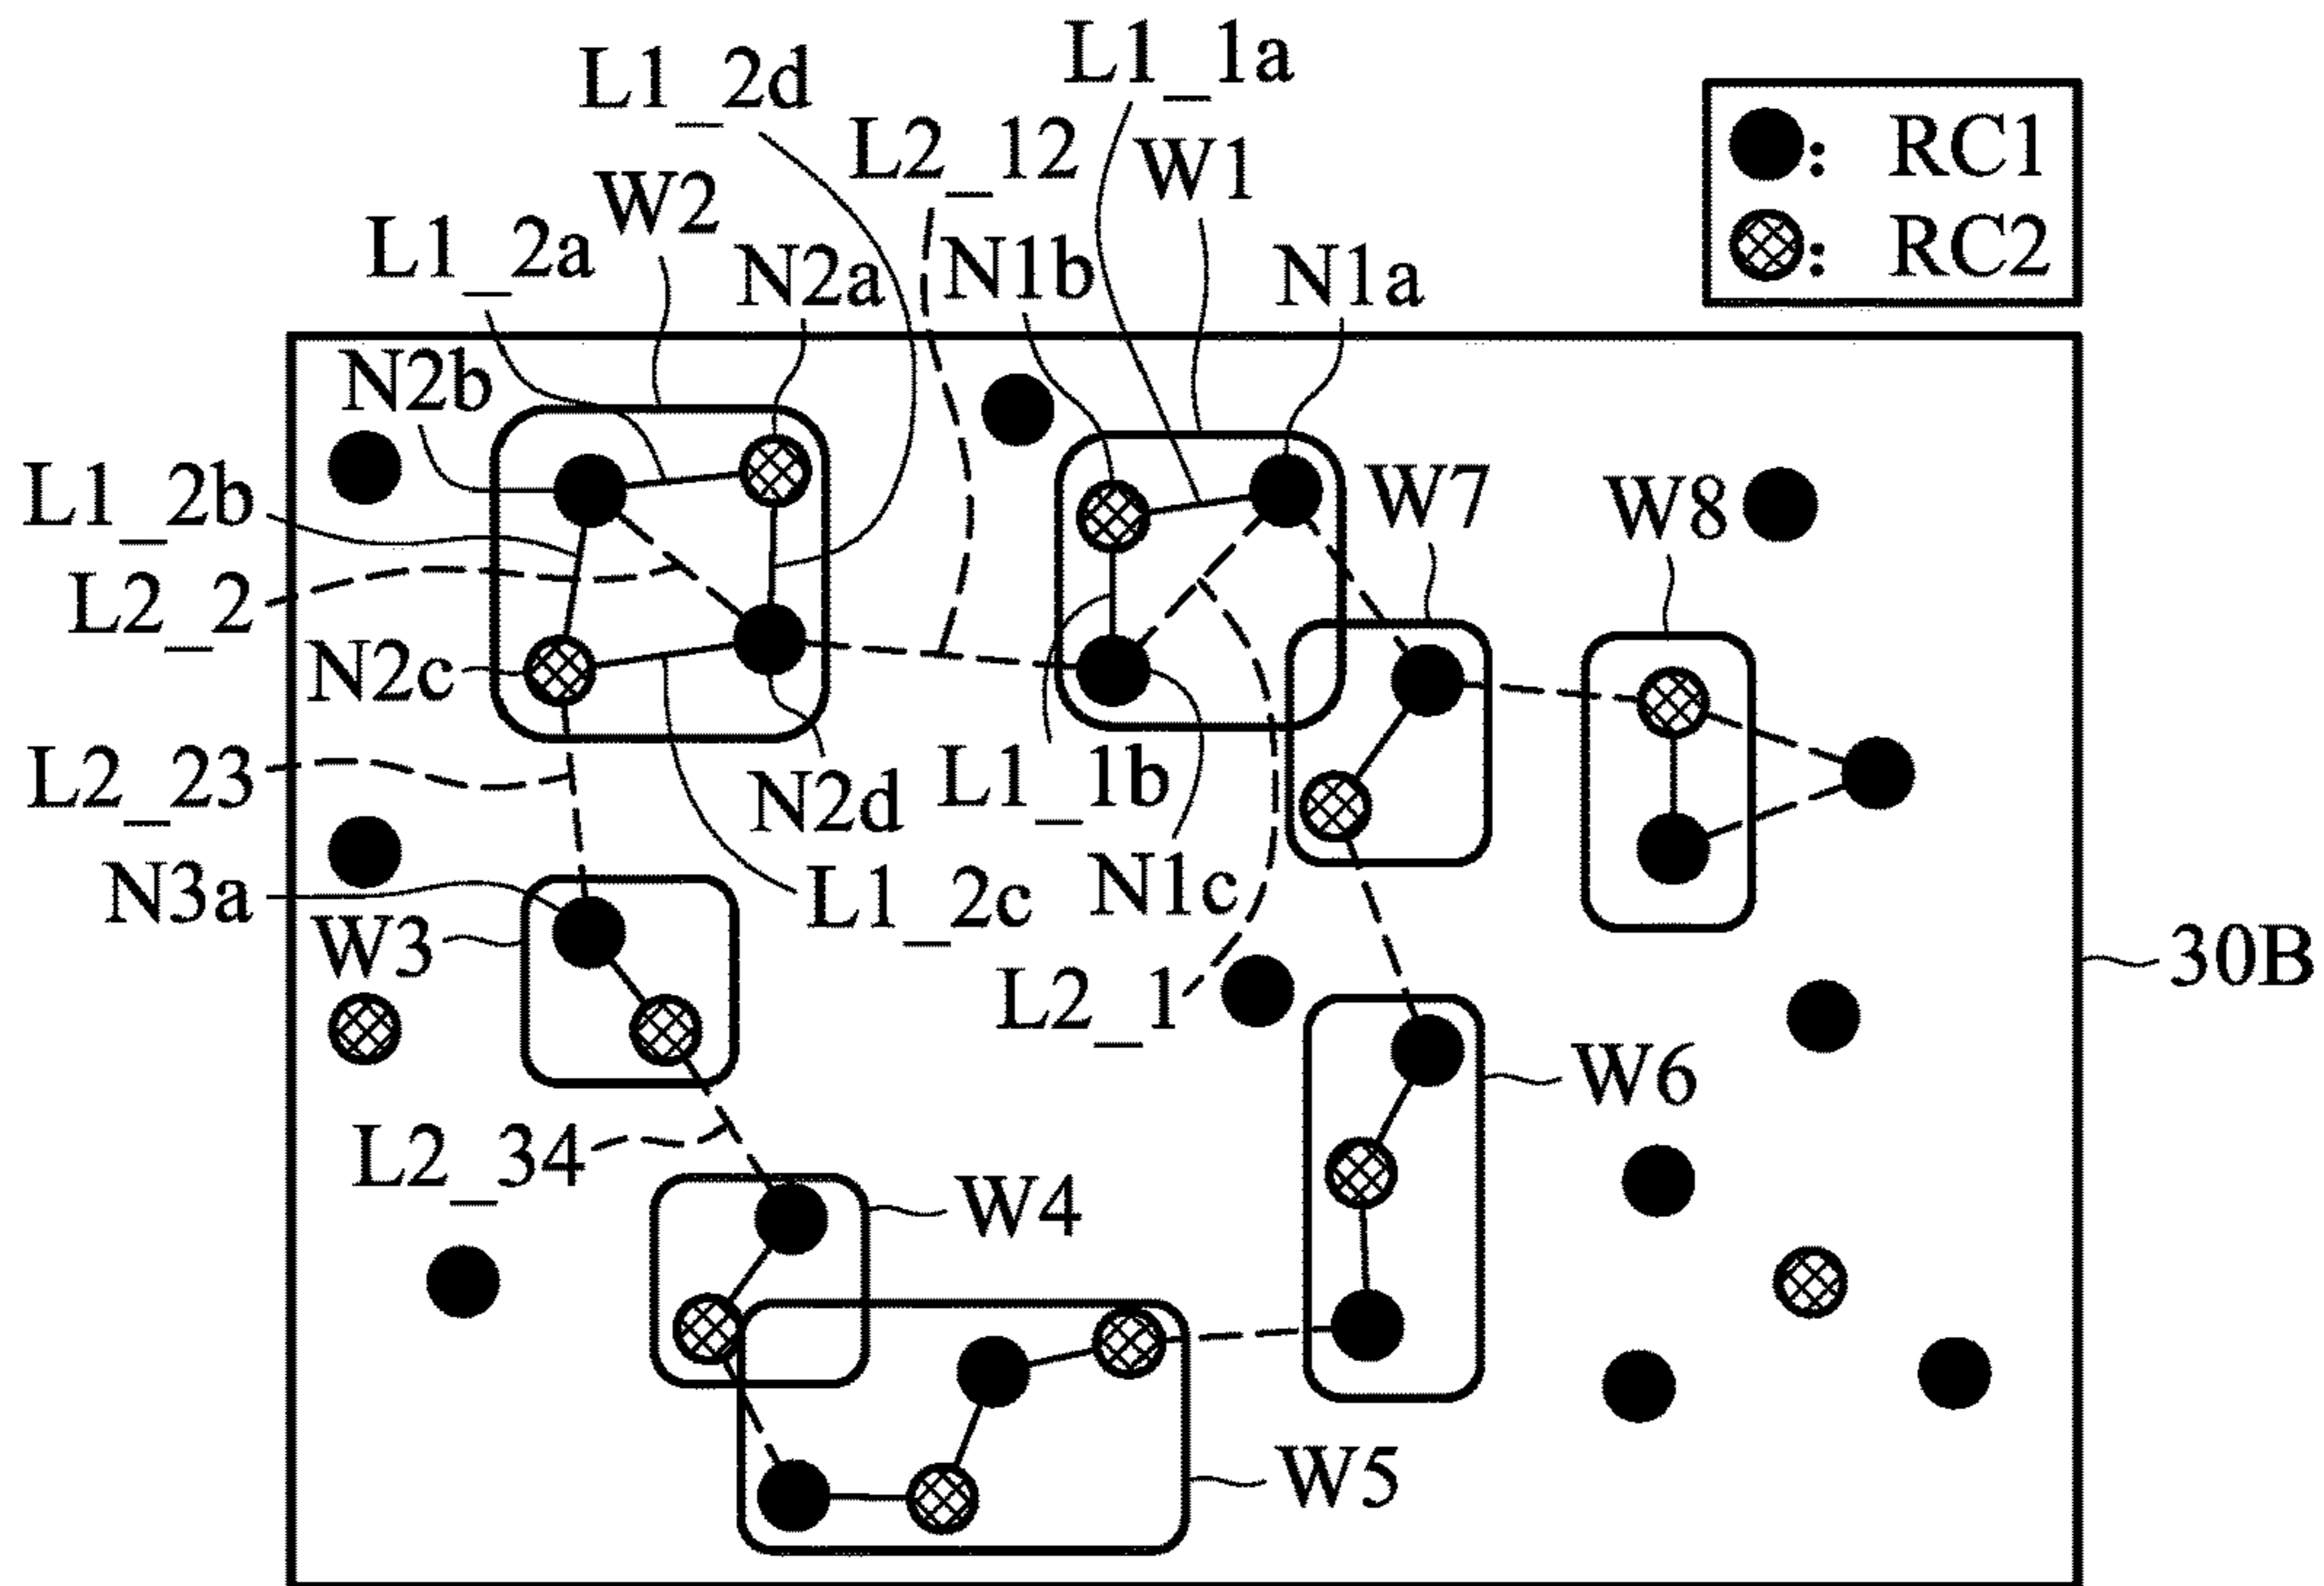 L1_1a
L1_2d
L2_12
W1
: RC1
W2
: RC2
L1_2a
N2a
N1b
N1a
N2b
L1_2b
W7
W8
L2_2
N2c
L2_23
N2d
L1_1b
N3a
L1_2c
N1c
W3
30B
L2_1
W6
L2_34
W4
W5